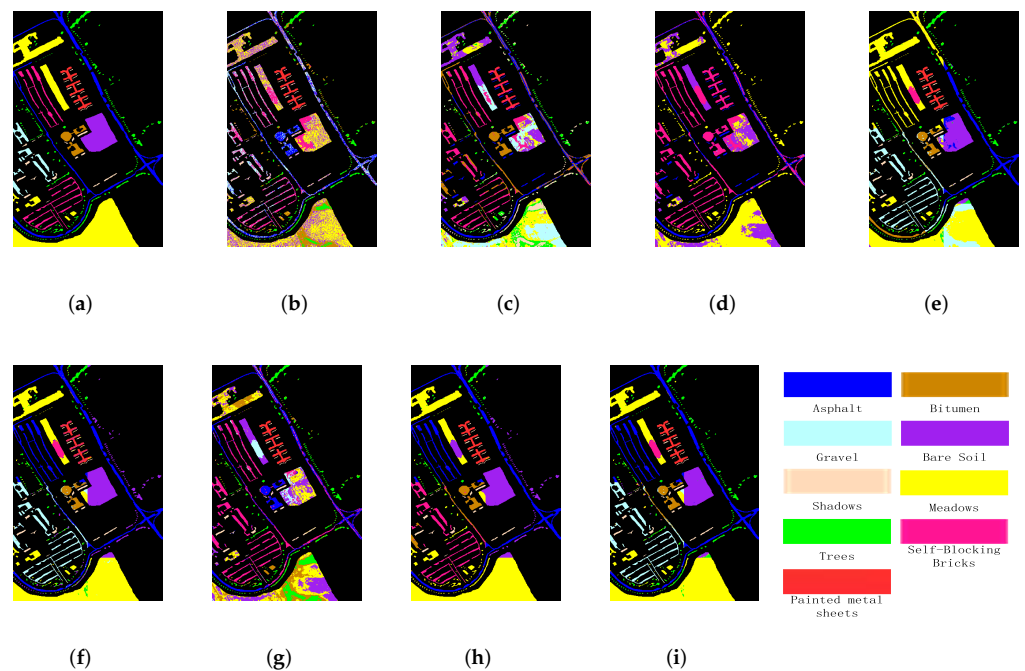 (a)
(b)
(c)
(d)
(e)
Asphalt
Bitumen
Gravel
Bare Soil
Shadows
Meadows
Trees
Self-Blocking
Bricks
Painted metal
sheets
(f)
(g)
(h)
(i)